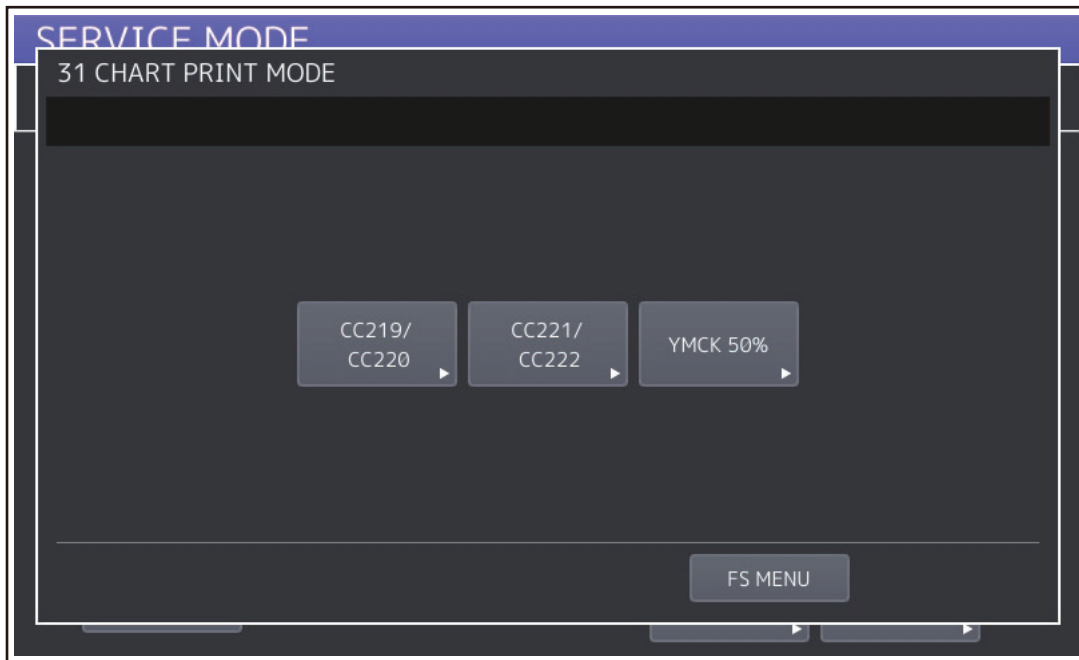 SERVICE MODE
31 CHART PRINT MODE
CC219/
CC220
CC221/
CC222
YMCK 50%
FS MENU